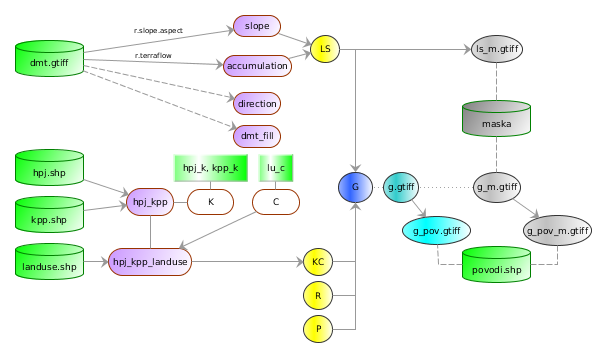 r.slope.aspect
slope
LS
ls_m.gtiff
dmt.gtiff
r.terraflow
accumulation
direction
maska
dmt_fill
hpj.shp
hpj_k, kpp_k
lu_c
hpj_kpp
K
C
G
g.gtiff
g_m.gtiff
kpp.shp
g_pov.gtiff
g_pov_m.gtiff
landuse.shp
hpj_kpp_landuse
KC
povodi.shp
R
P